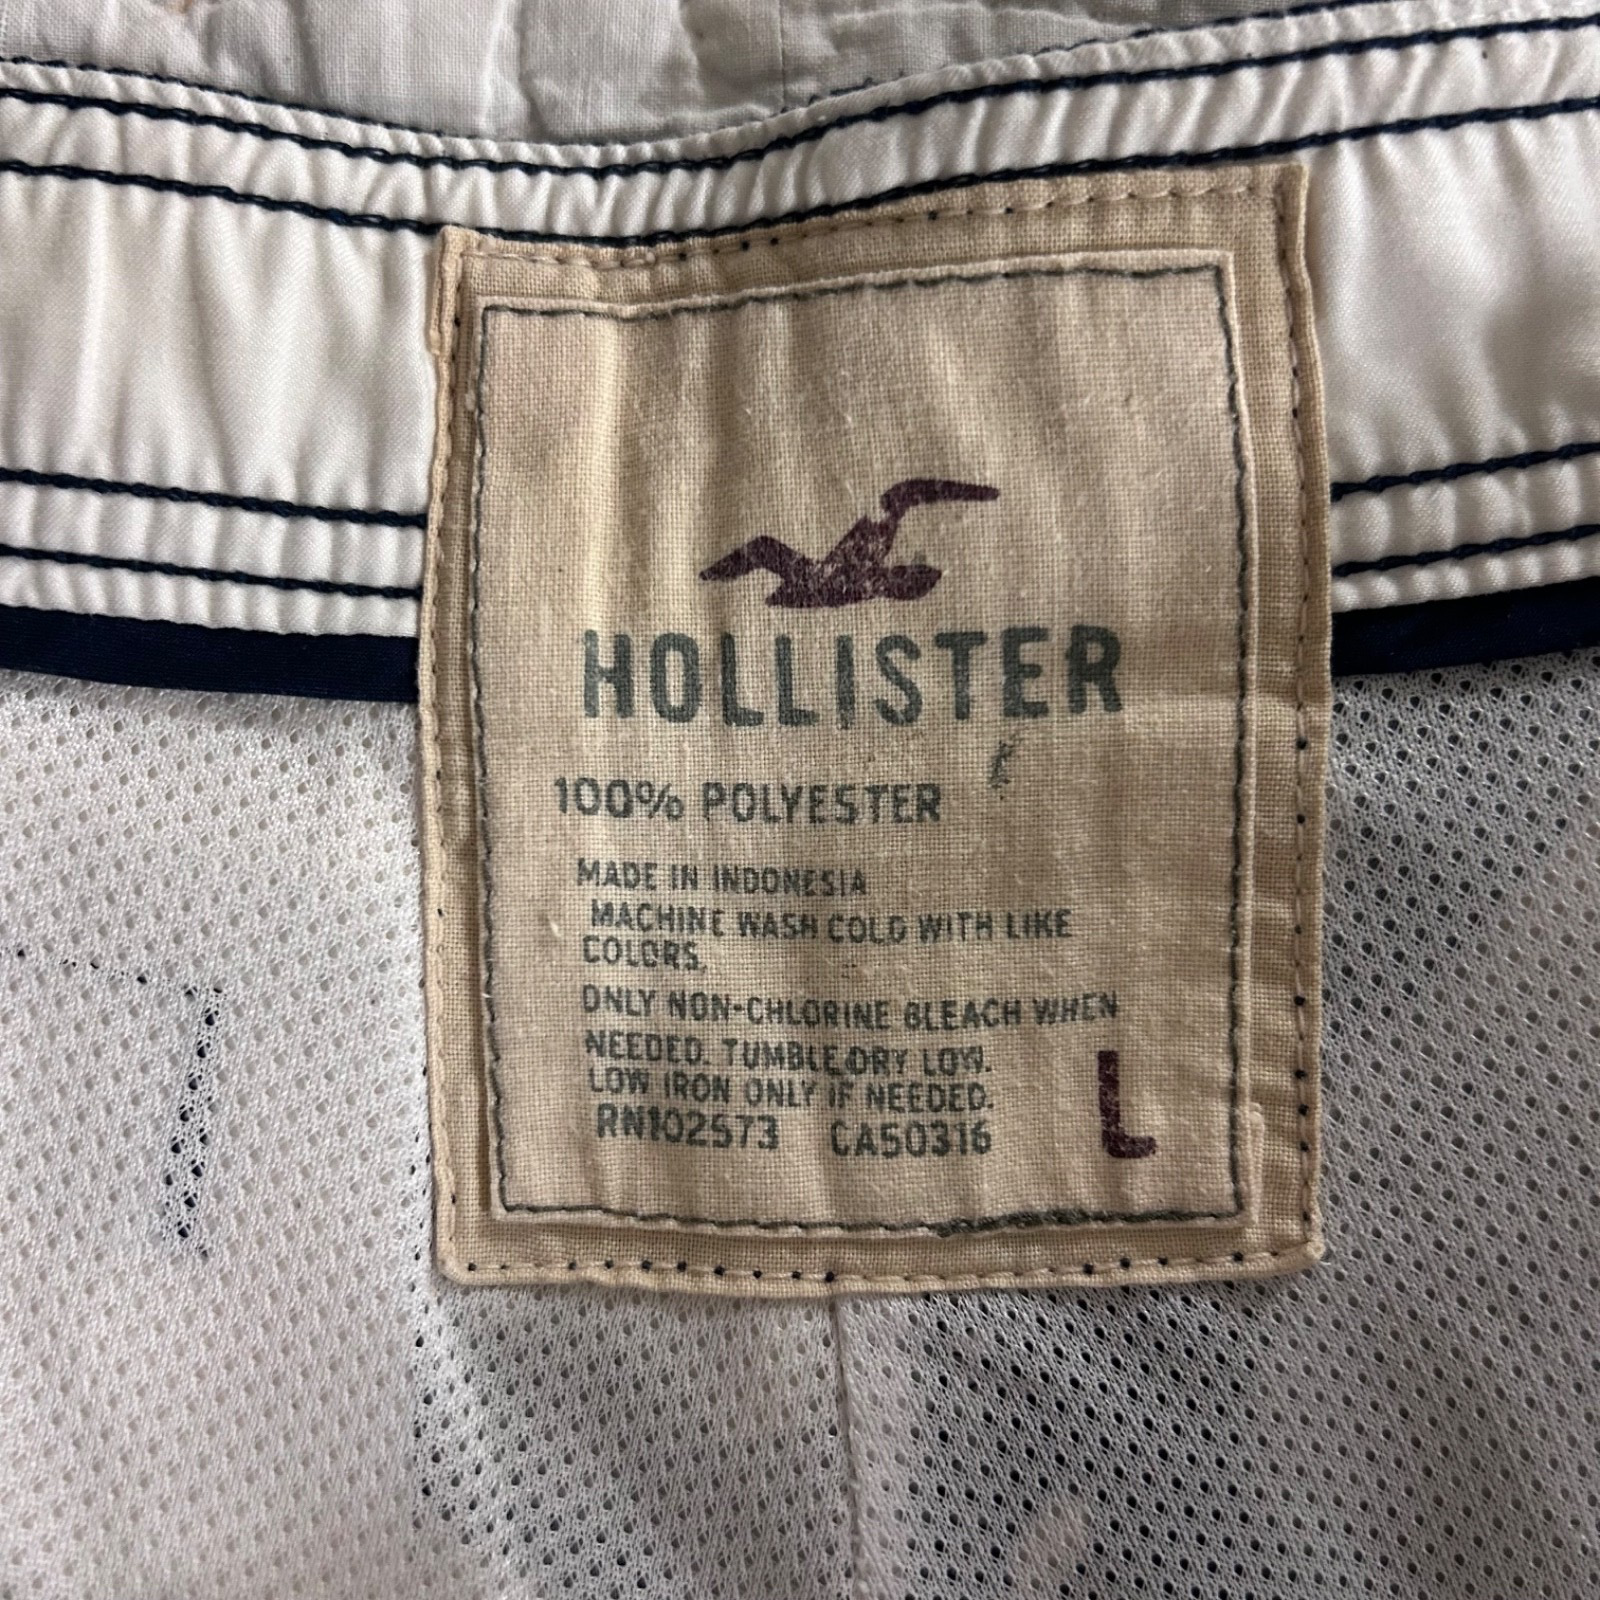 HOLLISTER
100% POLYESTER
MADE IN INDONESIA
MACHINE WASH COLD WITH LIKE
COLORS.
ONLY NON-CHLORINE BLEACH WHEN
NEEDED. TUMBLE DRY LOW.
LOW IRON ONLY IF NEEDED.
RN102573 CA50316
L